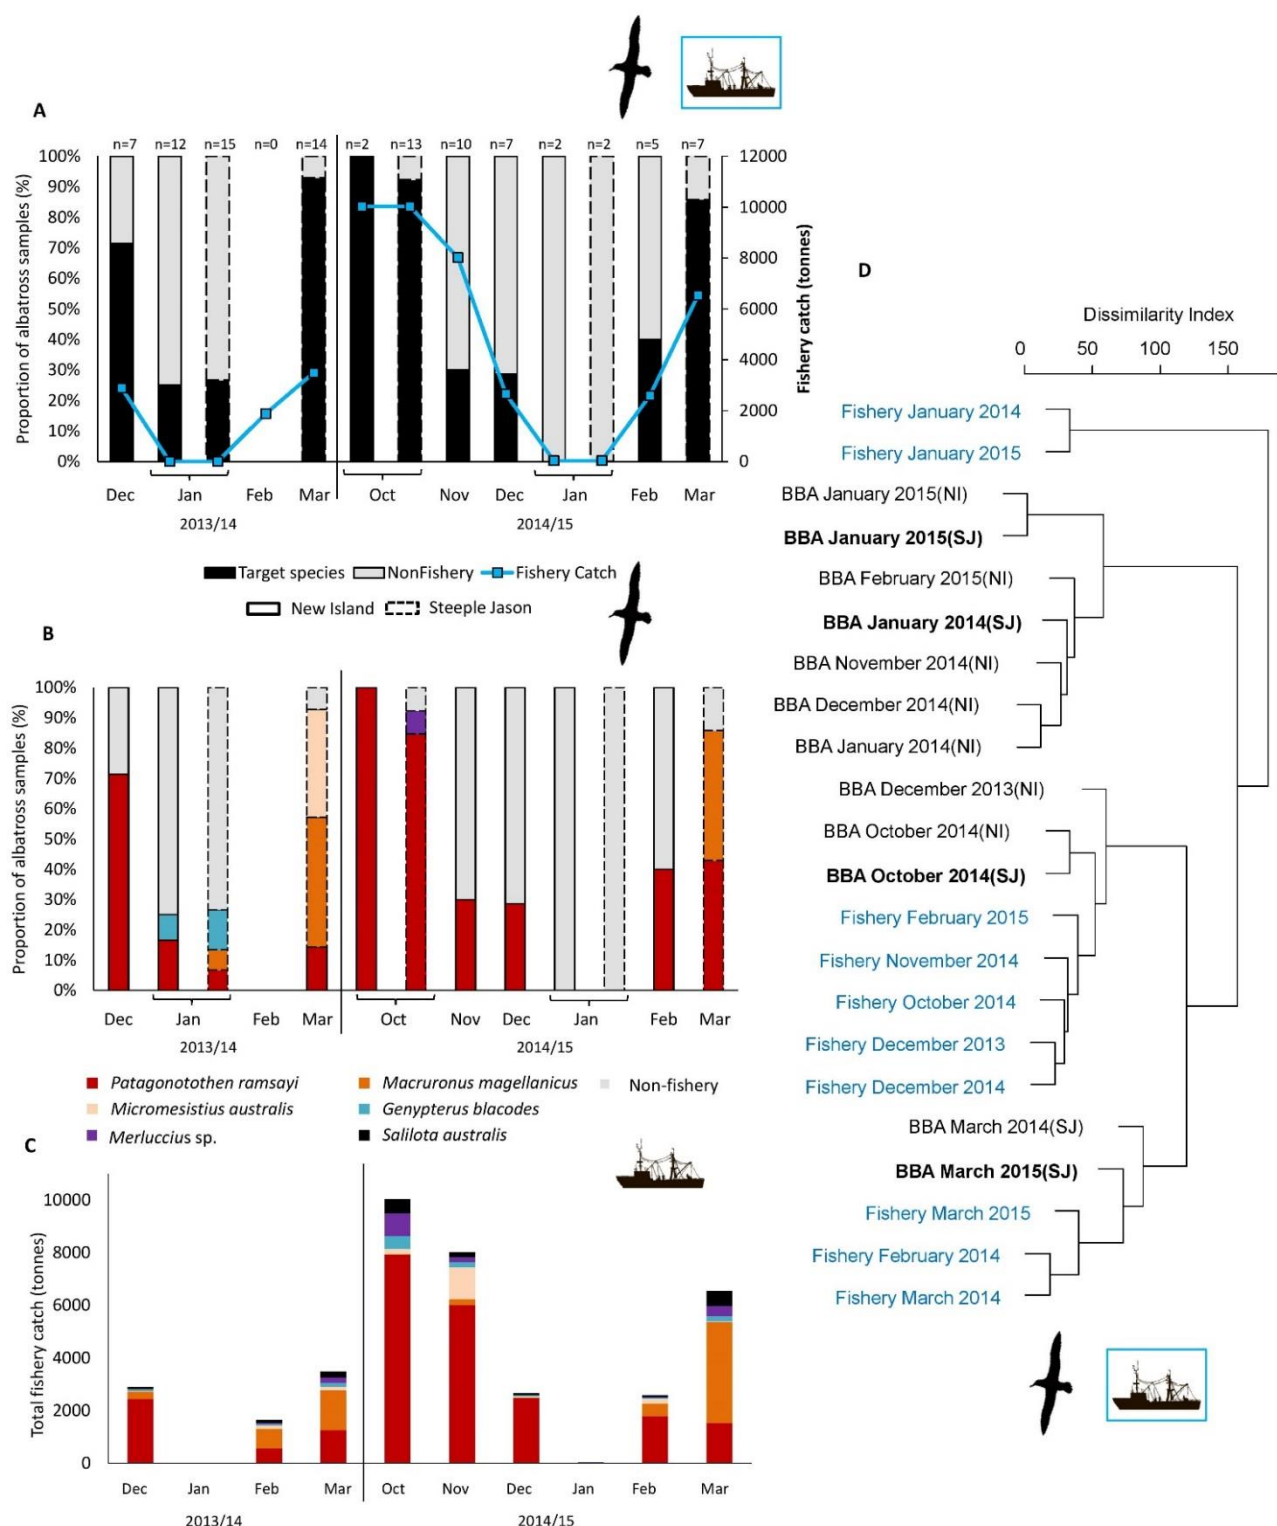 A
n=7 n=12 n=15 n=0 n=14 n=2 n=13 n=10 n=7 n=2 n=2 n=5 n=7
Proportion of albatross samples (%)
100%
90%
80%
70%
60%
50%
40%
30%
20%
10%
0%
12000
10000
8000
6000
4000
2000
0
Fishery catch (tonnes)
Dec Jan Feb Mar Oct Nov Dec Jan Feb Mar
2013/14 2014/15
Target species NonFishery Fishery Catch
New Island Steeple Jason
B
Proportion of albatross samples (%)
100%
90%
80%
70%
60%
50%
40%
30%
20%
10%
0%
Dec Jan Feb Mar Oct Nov Dec Jan Feb Mar
2013/14 2014/15
Patagonotothen ramsayi Macruronus magellanicus Non-fishery
Micromesistius australis Genypterus blacodes
Merluccius sp. Salilota australis
C
Total fishery catch (tonnes)
10000
8000
6000
4000
2000
0
Dec Jan Feb Mar Oct Nov Dec Jan Feb Mar
2013/14 2014/15
D
Dissimilarity Index
0 50 100 150
Fishery January 2014
Fishery January 2015
BBA January 2015(NI)
BBA January 2015(SJ)
BBA February 2015(NI)
BBA January 2014(SJ)
BBA November 2014(NI)
BBA December 2014(NI)
BBA January 2014(NI)
BBA December 2013(NI)
BBA October 2014(NI)
BBA October 2014(SJ)
Fishery February 2015
Fishery November 2014
Fishery October 2014
Fishery December 2013
Fishery December 2014
BBA March 2014(SJ)
BBA March 2015(SJ)
Fishery March 2015
Fishery February 2014
Fishery March 2014